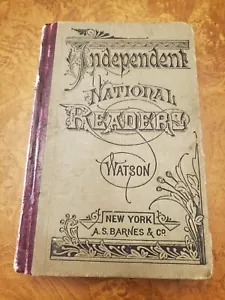 Independent
NATIONAL
READERS
WATSON
NEW YORK
A.S. BARNES & CO.